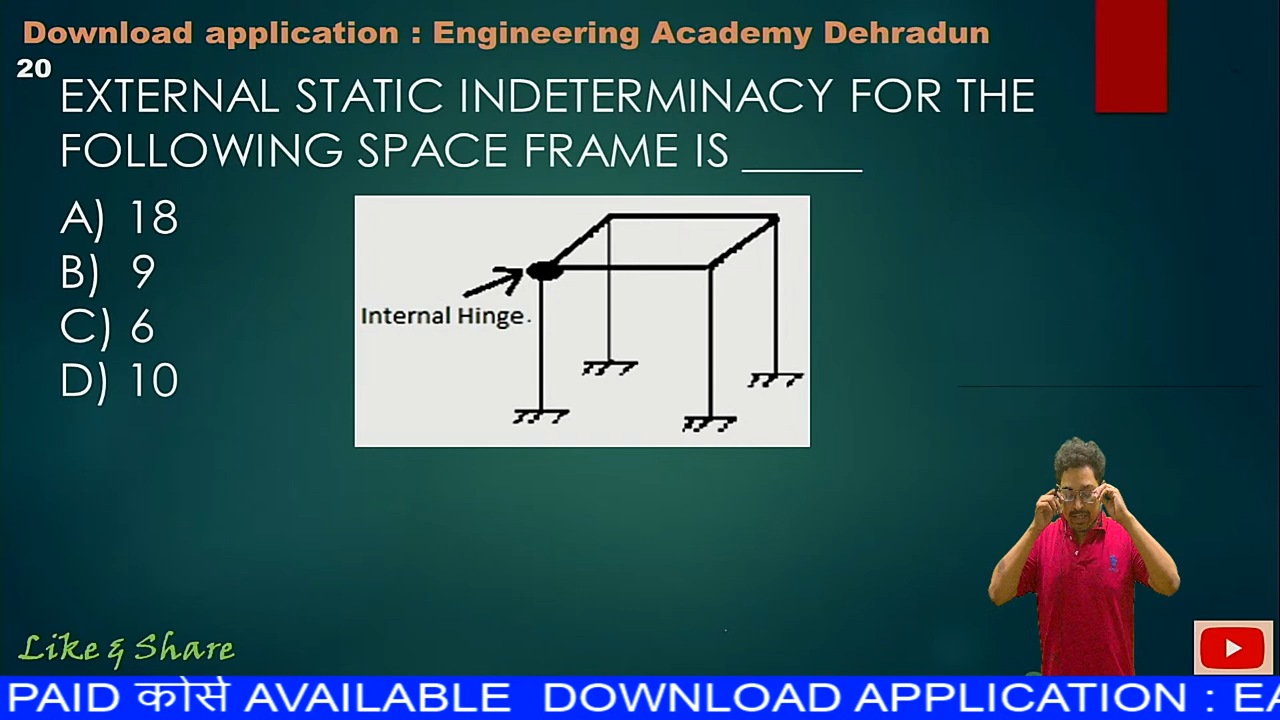 Download application : Engineering Academy Dehradun
20
EXTERNAL STATIC INDETERMINACY FOR THE
FOLLOWING SPACE FRAME IS _____
A) 18
B) 9
C) 6
D) 10
Internal Hinge.
Like & Share
PAID कोर्स AVAILABLE DOWNLOAD APPLICATION : EA